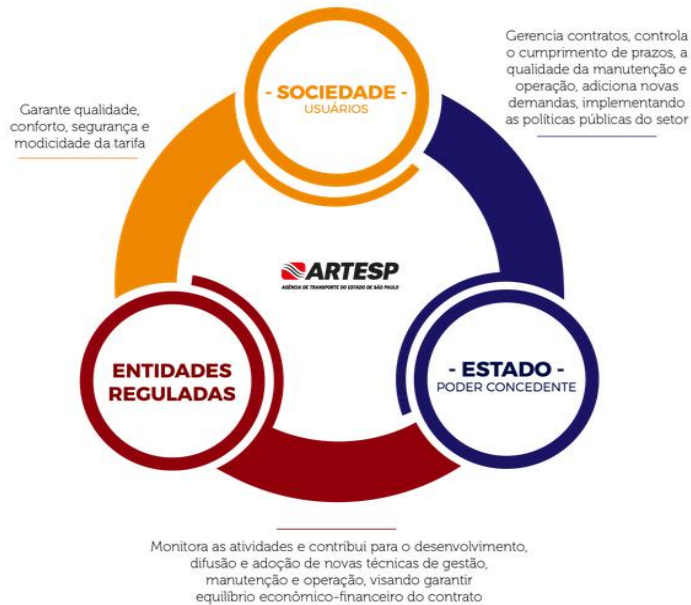 Gerencia contratos, controla
o cumprimento de prazos, a
qualidade da manutenção e
operação, adiciona novas
demandas, implementando
as políticas públicas do setor
- SOCIEDADE -
USUÁRIOS
Garante qualidade,
conforto, segurança e
modicidade da tarifa
ARTESP
AGÊNCIA DE TRANSPORTE DO ESTADO DE SÃO PAULO
ENTIDADES
REGULADAS
- ESTADO -
PODER CONCEDENTE
Monitora as atividades e contribui para o desenvolvimento,
difusão e adoção de novas técnicas de gestão,
manutenção e operação, visando garantir
equilíbrio econômico-financeiro do contrato